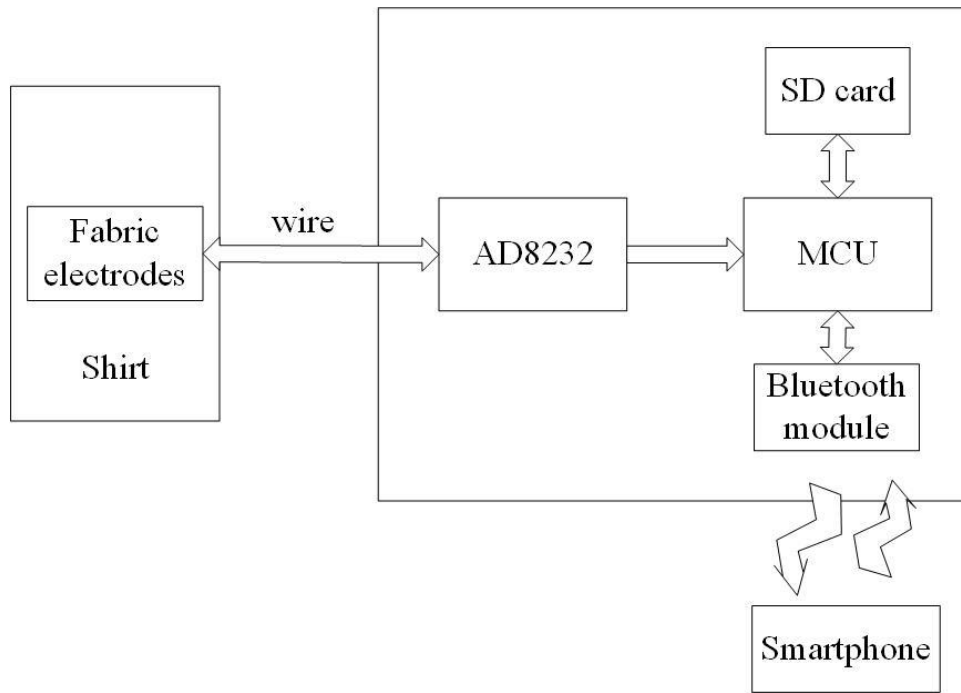 SD card
Fabric
electrodes
wire
AD8232
MCU
Shirt
Bluetooth
module
Smartphone